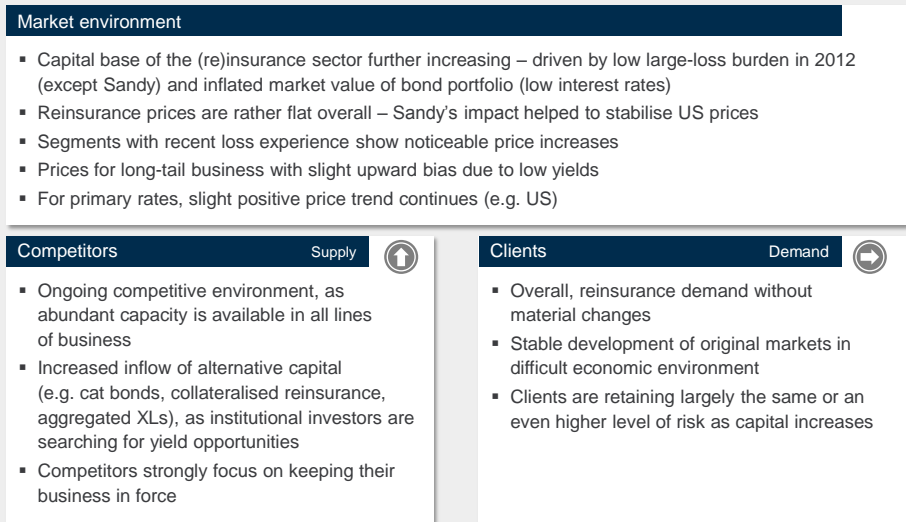 Market environment
▪ Capital base of the (re)insurance sector further increasing – driven by low large-loss burden in 2012
(except Sandy) and inflated market value of bond portfolio (low interest rates)
▪ Reinsurance prices are rather flat overall – Sandy's impact helped to stabilise US prices
▪ Segments with recent loss experience show noticeable price increases
▪ Prices for long-tail business with slight upward bias due to low yields
▪ For primary rates, slight positive price trend continues (e.g. US)
Competitors Supply
▪ Ongoing competitive environment, as
abundant capacity is available in all lines
of business
▪ Increased inflow of alternative capital
(e.g. cat bonds, collateralised reinsurance,
aggregated XLs), as institutional investors are
searching for yield opportunities
▪ Competitors strongly focus on keeping their
business in force
Clients Demand
▪ Overall, reinsurance demand without
material changes
▪ Stable development of original markets in
difficult economic environment
▪ Clients are retaining largely the same or an
even higher level of risk as capital increases